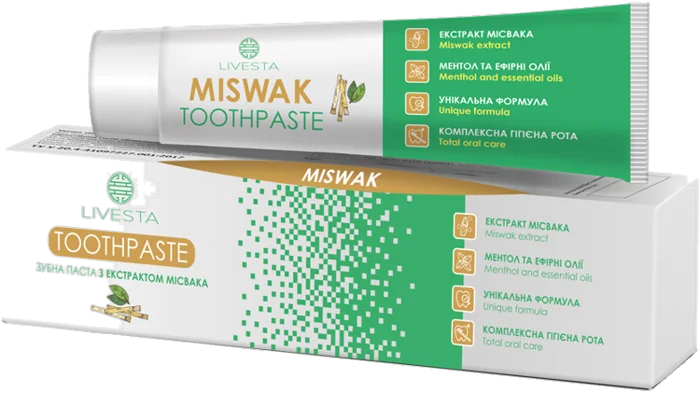 LIVESTA
MISWAK
TOOTHPASTE
ЕКСТРАКТ МІСВАКА
Miswak extract
МЕНТОЛ ТА ЕФІРНІ ОЛІЇ
Menthol and essential oils
УНІКАЛЬНА ФОРМУЛА
Unique formula
КОМПЛЕКСНА ГІГІЄНА РОТА
Total oral care
MISWAK
LIVESTA
TOOTHPASTE
ЗУБНА ПАСТА З ЕКСТРАКТОМ МІСВАКА
ЕКСТРАКТ МІСВАКА
Miswak extract
МЕНТОЛ ТА ЕФІРНІ ОЛІЇ
Menthol and essential oils
УНІКАЛЬНА ФОРМУЛА
Unique formula
КОМПЛЕКСНА ГІГІЄНА РОТА
Total oral care